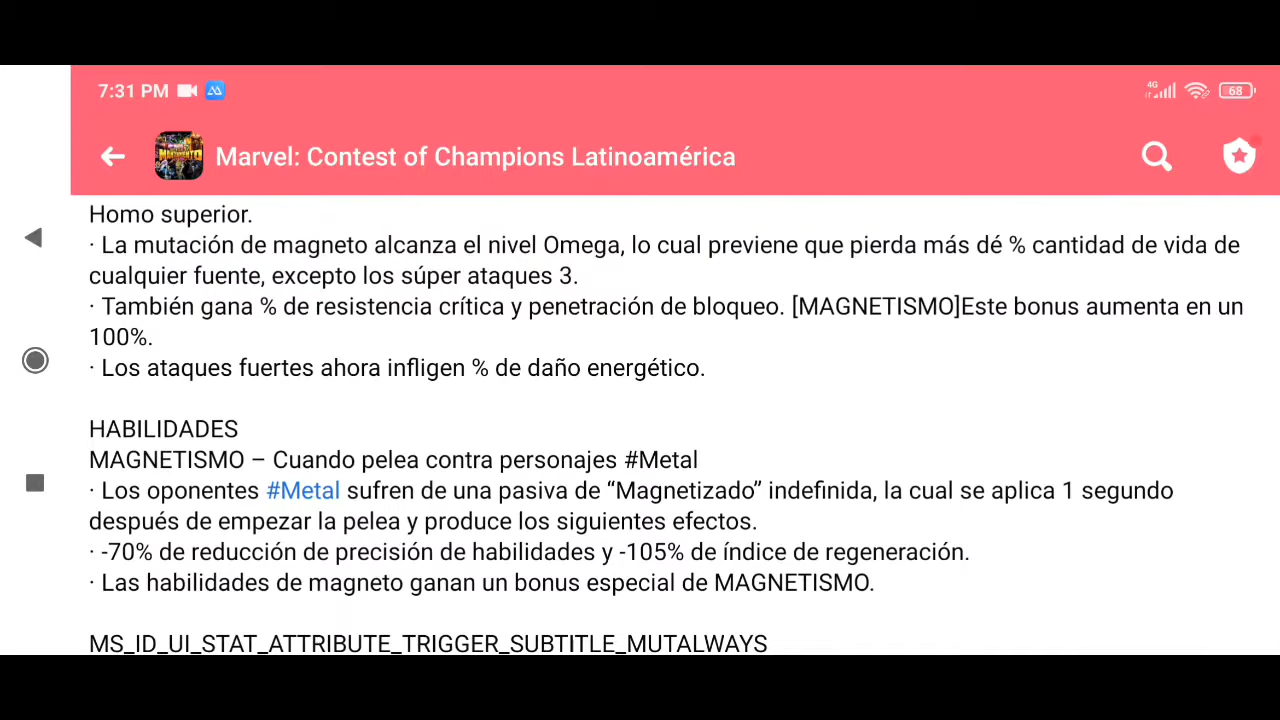 7:31 PM
4G
68
Marvel: Contest of Champions Latinoamérica
Homo superior.
· La mutación de magneto alcanza el nivel Omega, lo cual previene que pierda más dé % cantidad de vida de
cualquier fuente, excepto los súper ataques 3.
· También gana % de resistencia crítica y penetración de bloqueo. [MAGNETISMO]Este bonus aumenta en un
100%.
· Los ataques fuertes ahora infligen % de daño energético.
HABILIDADES
MAGNETISMO – Cuando pelea contra personajes #Metal
· Los oponentes #Metal sufren de una pasiva de “Magnetizado” indefinida, la cual se aplica 1 segundo
después de empezar la pelea y produce los siguientes efectos.
· -70% de reducción de precisión de habilidades y -105% de índice de regeneración.
· Las habilidades de magneto ganan un bonus especial de MAGNETISMO.
MS_ID_UI_STAT_ATTRIBUTE_TRIGGER_SUBTITLE_MUTALWAYS